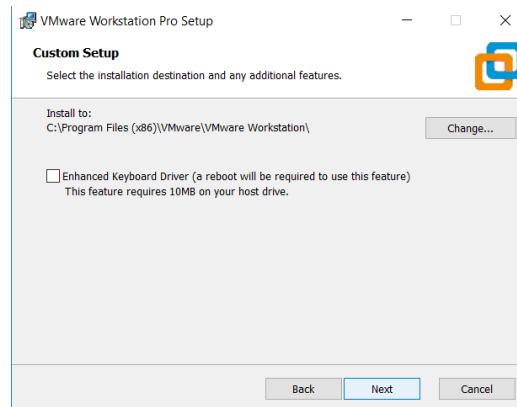 VMware Workstation Pro Setup
Custom Setup
Select the installation destination and any additional features.
Install to:
C:\Program Files (x86)\VMware\VMware Workstation\
Change...
Enhanced Keyboard Driver (a reboot will be required to use this feature)
This feature requires 10MB on your host drive.
Back Next Cancel